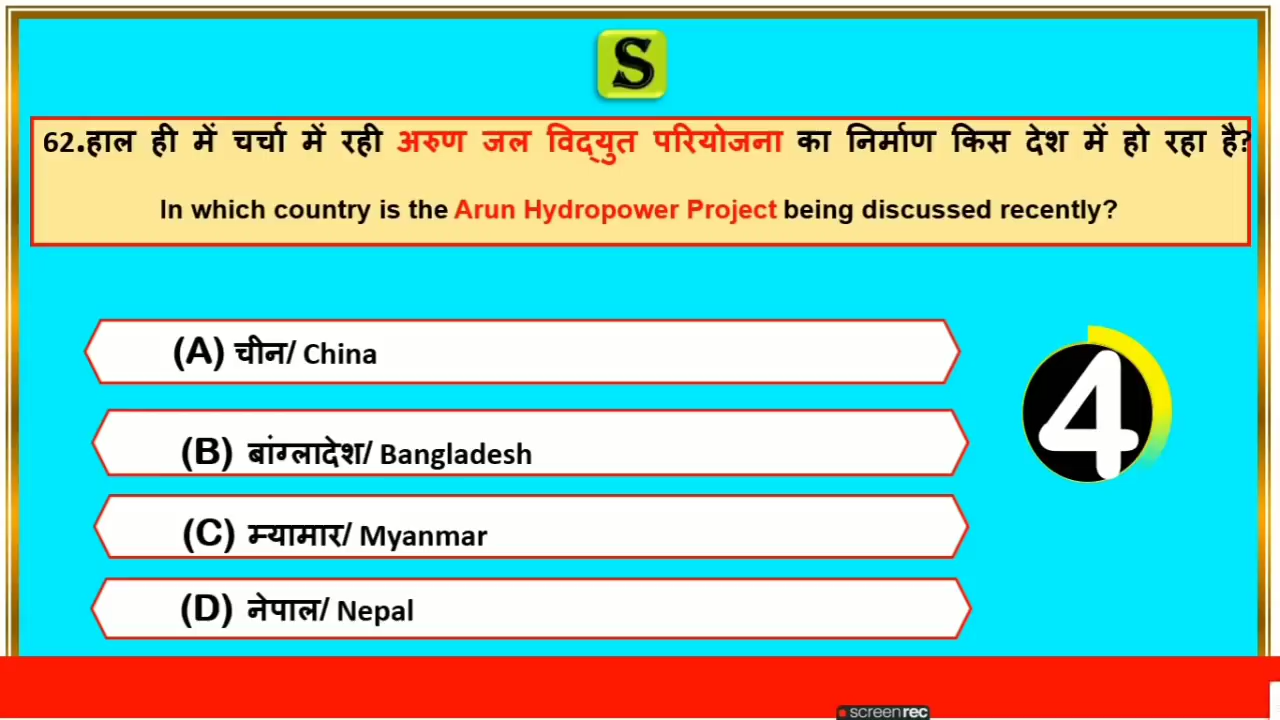 S
62.हाल ही में चर्चा में रही अरुण जल विद्युत परियोजना का निर्माण किस देश में हो रहा है?
In which country is the Arun Hydropower Project being discussed recently?
(A) चीन/ China
4
(B) बांग्लादेश/ Bangladesh
(C) म्यामार/ Myanmar
(D) नेपाल/ Nepal
screenrec